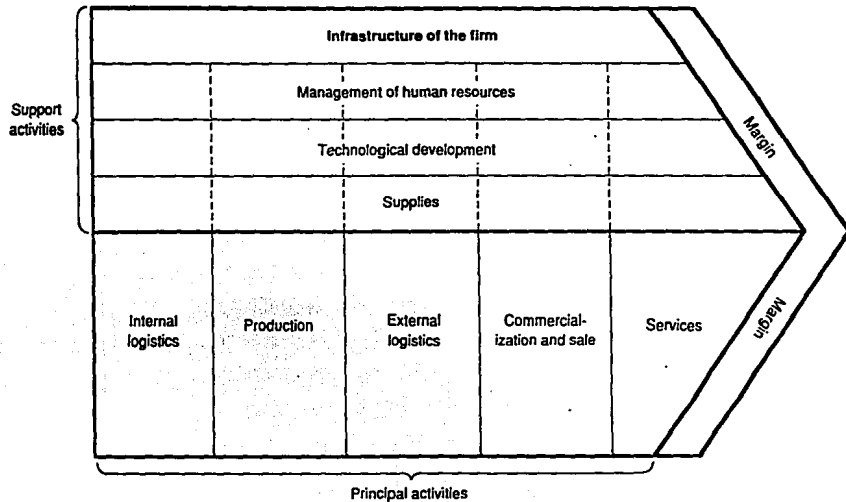 Infrastructure of the firm
Management of human resources
Support
activities
Technological development
Supplies
Margin
Internal
logistics
Production
External
logistics
Commercial-
ization and sale
Services
Margin
Principal activities